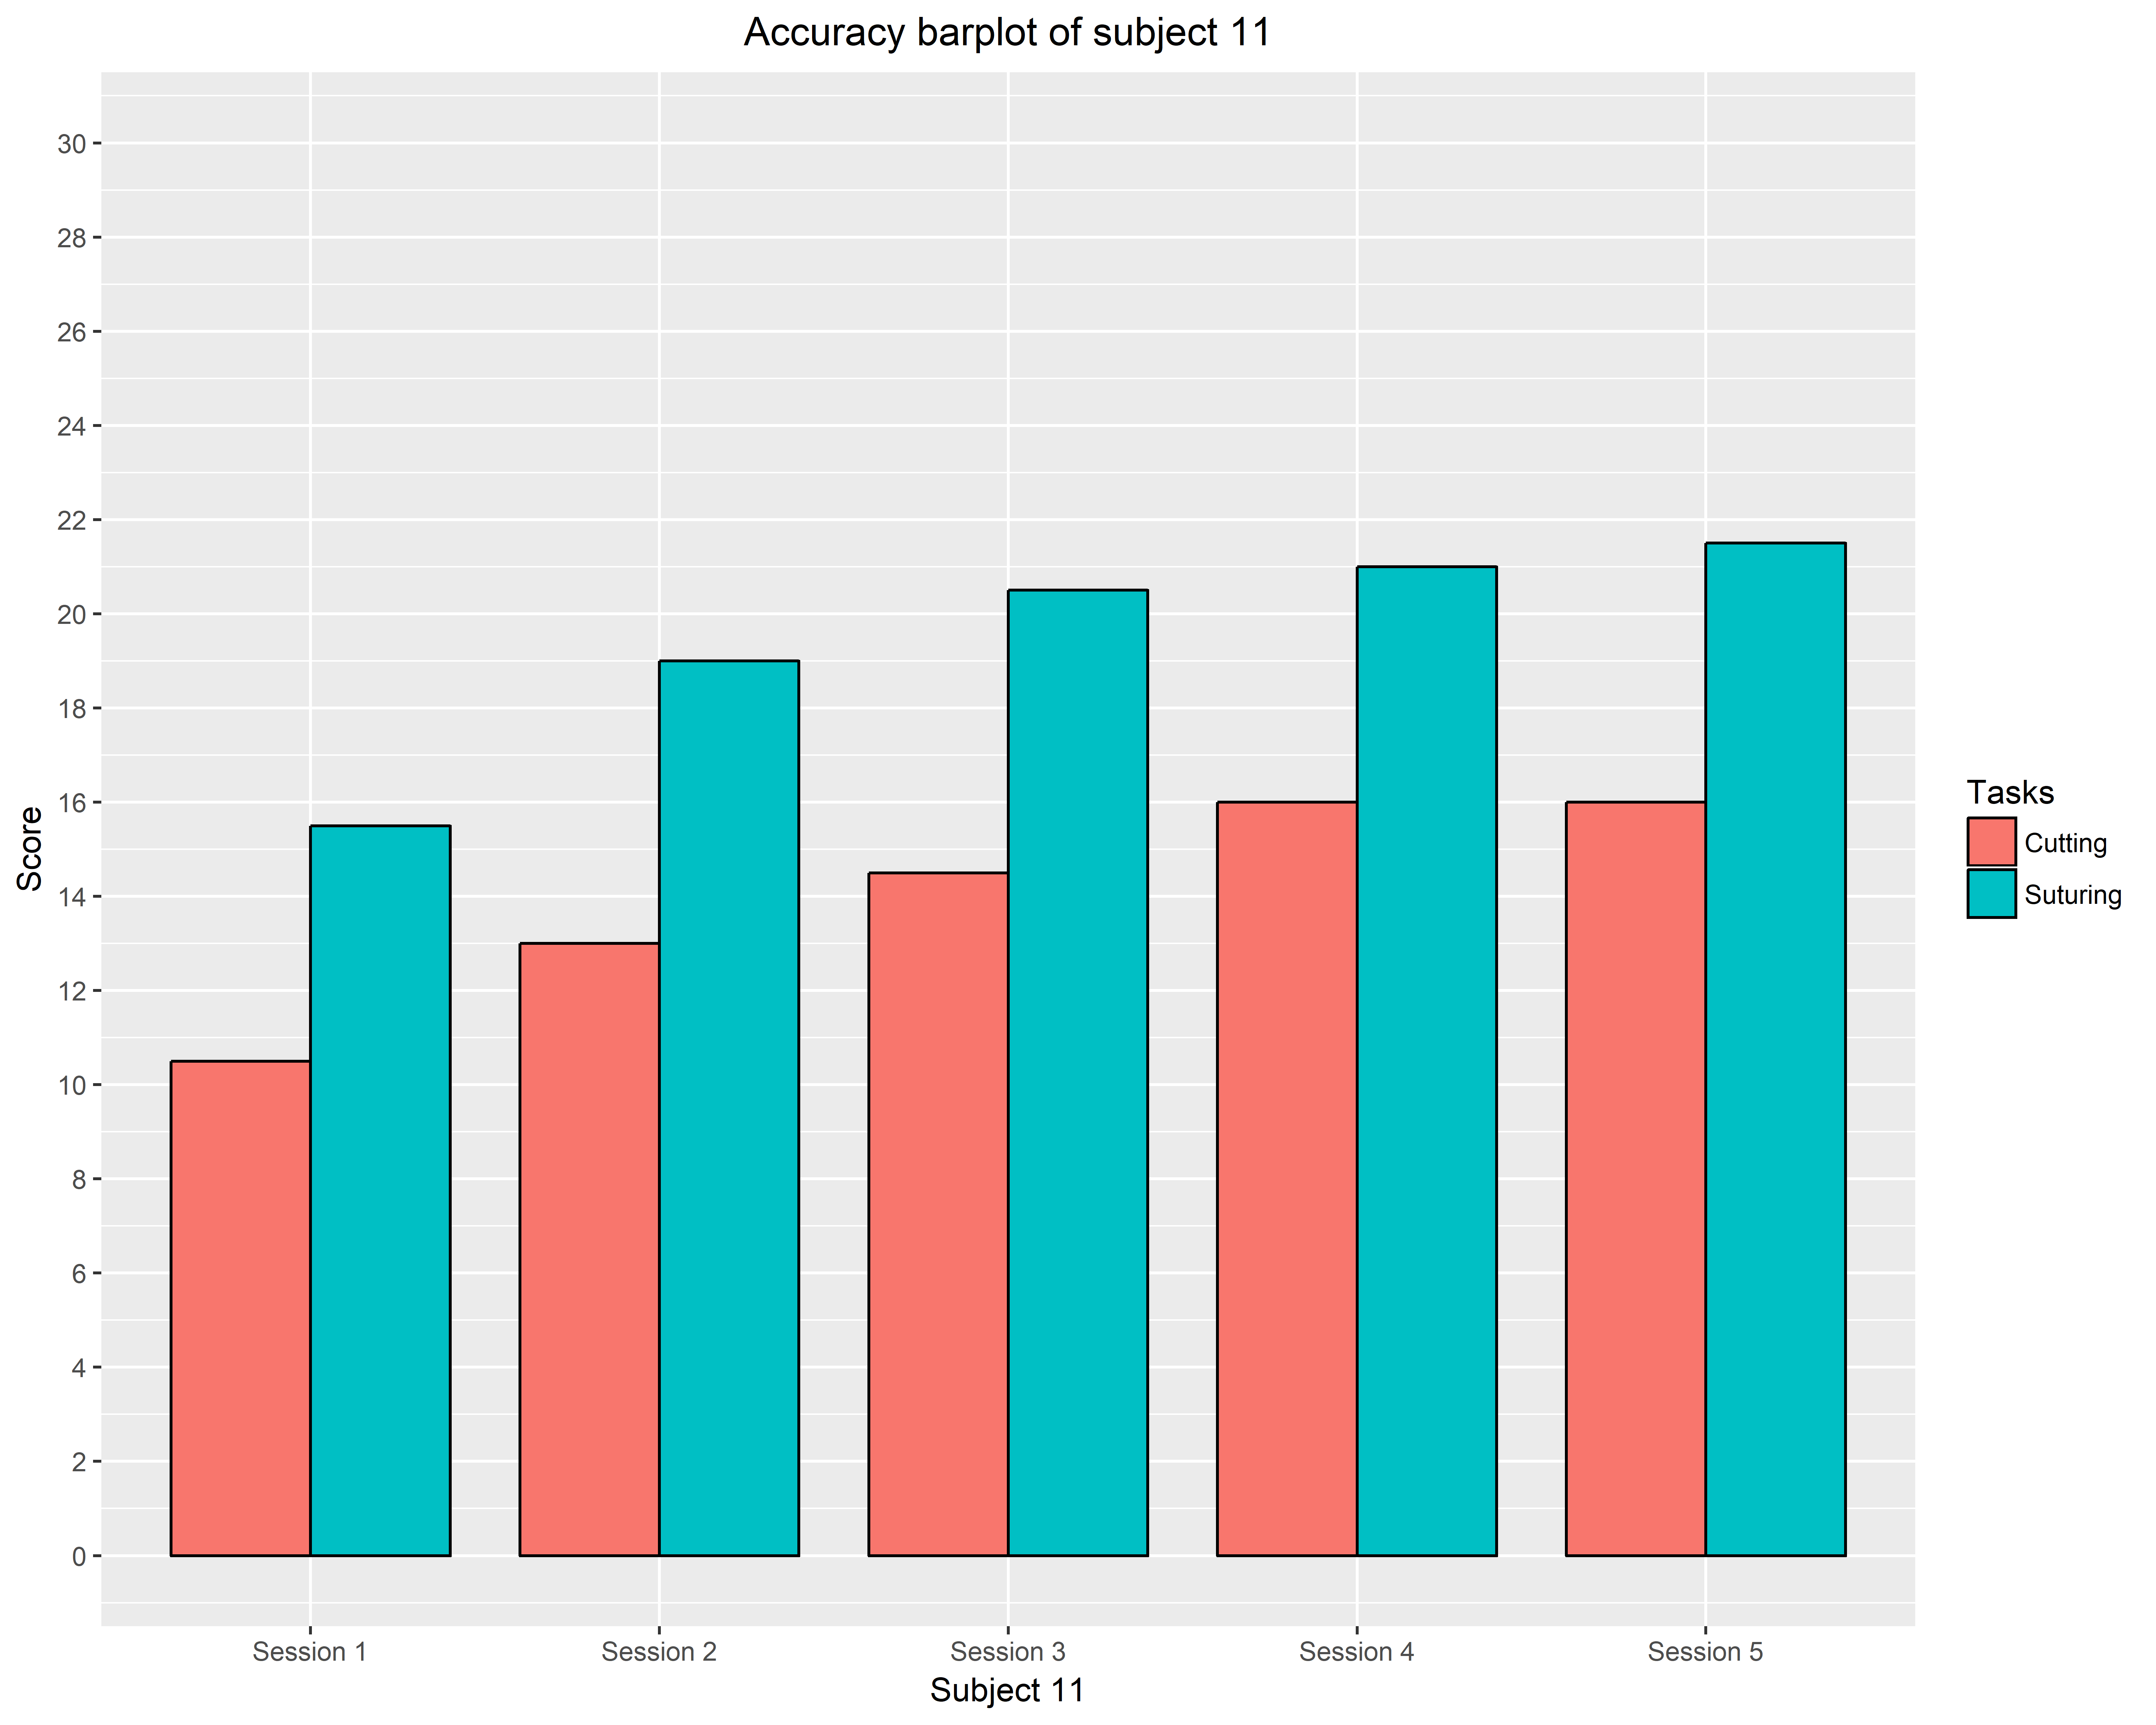 Accuracy barplot of subject 11
30
28
26
24
22
20
18
16
14
12
10
8
6
4
2
0
Score
Session 1
Session 2
Session 3
Session 4
Session 5
Subject 11
Tasks
Cutting
Suturing